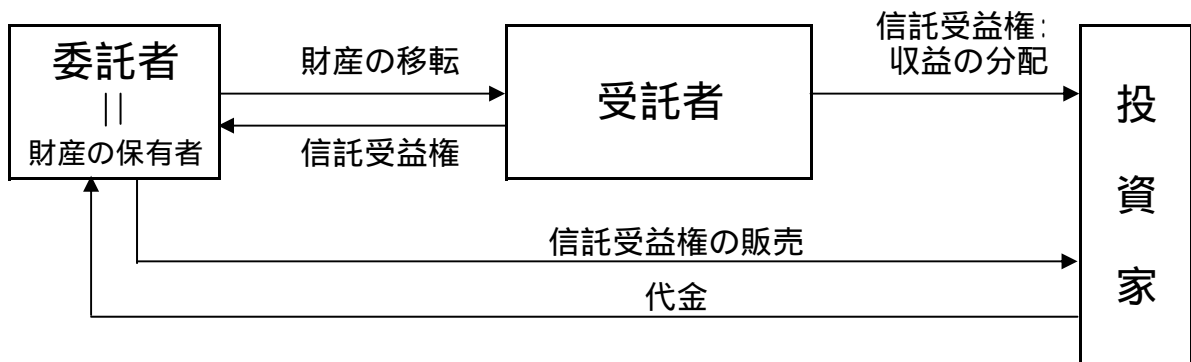 委託者
||
財産の保有者
財産の移転
信託受益権
受託者
信託受益権:
収益の分配
投
資
家
信託受益権の販売
代金